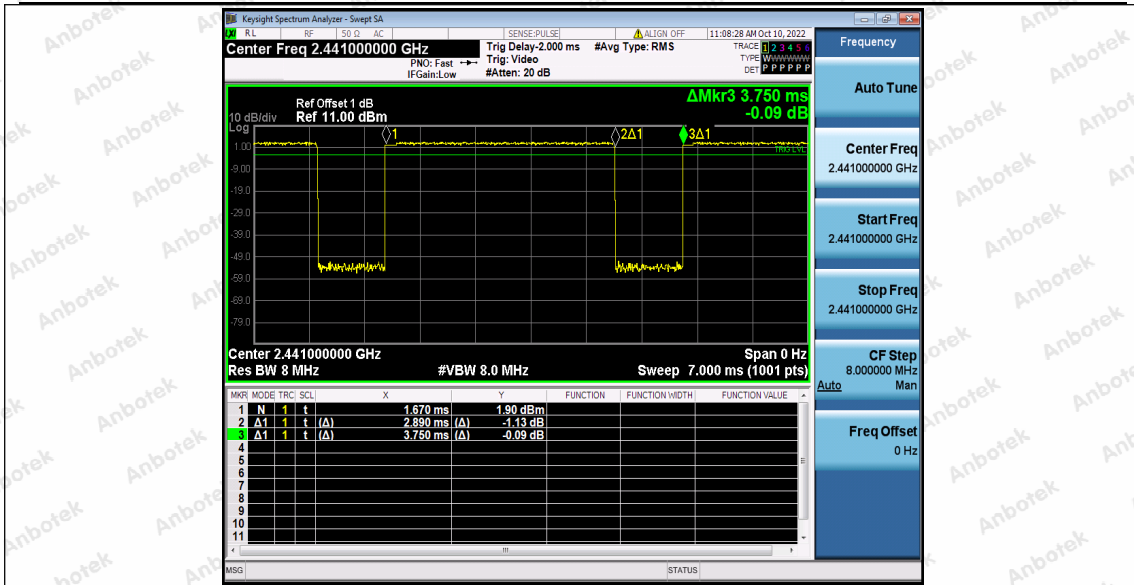 Keysight Spectrum Analyzer - Swept SA
LXI RL RF 50 Ω AC SENSE:PULSE ALIGN OFF 11:08:28 AM Oct 10, 2022
Center Freq 2.441000000 GHz
Trig Delay-2.000 ms #Avg Type: RMS
TRACE 1 2 3 4 5 6
PNO: Fast Trig: Video
TYPE WWWWWW
IFGain:Low #Atten: 20 dB
DET P P P P P P
ΔMkr3 3.750 ms
-0.09 dB
Ref Offset 1 dB
10 dB/div Ref 11.00 dBm
Log
1
2Δ1
3Δ1
TRIG LVL
1.00
-9.00
-19.0
-29.0
-39.0
-49.0
-59.0
-69.0
-79.0
Center 2.441000000 GHz Span 0 Hz
Res BW 8 MHz #VBW 8.0 MHz Sweep 7.000 ms (1001 pts)
MKR MODE TRC SCL X Y FUNCTION FUNCTION WIDTH FUNCTION VALUE
1 N 1 t 1.670 ms 1.90 dBm
2 Δ1 1 t (Δ) 2.890 ms (Δ) -1.13 dB
3 Δ1 1 t (Δ) 3.750 ms (Δ) -0.09 dB
4
5
6
7
8
9
10
11
MSG STATUS
Frequency
Auto Tune
Center Freq
2.441000000 GHz
Start Freq
2.441000000 GHz
Stop Freq
2.441000000 GHz
CF Step
8.000000 MHz
Auto Man
Freq Offset
0 Hz
Anbotek